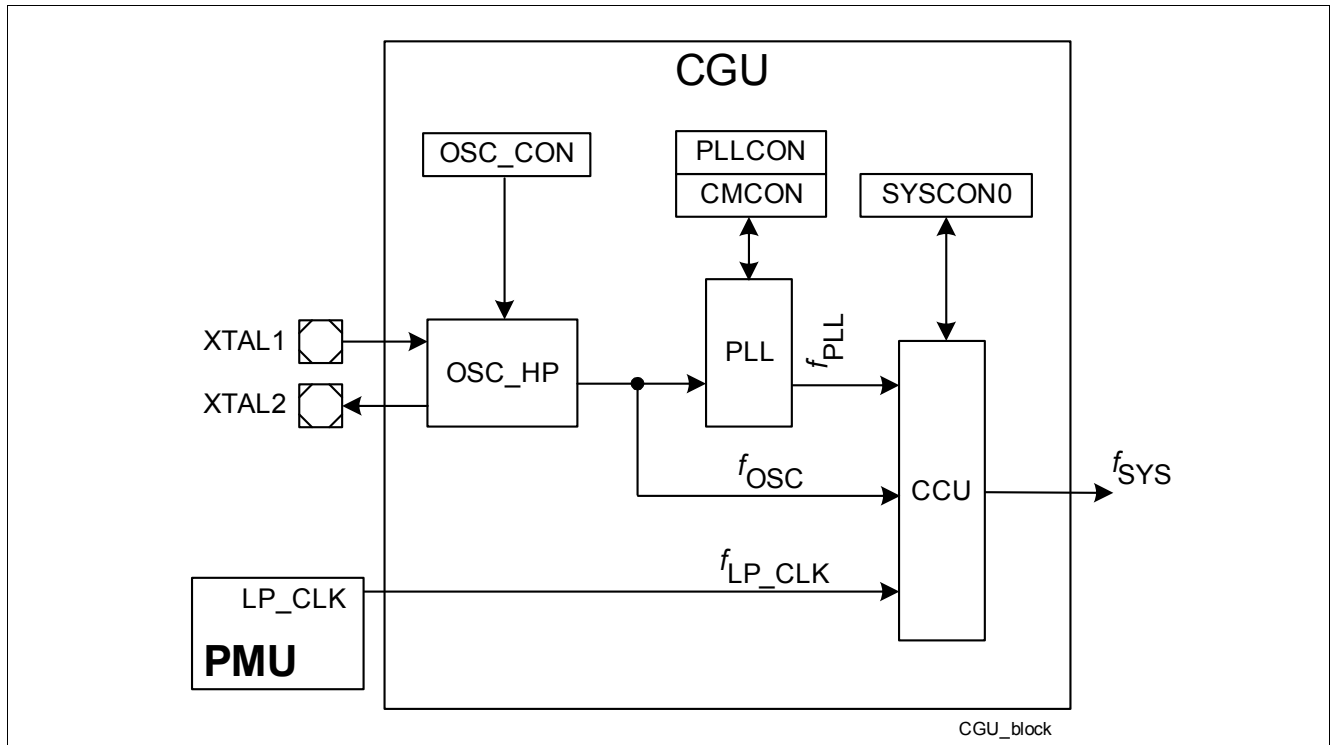 CGU
OSC_CON
PLLCON
CMCON
SYSCON0
XTAL1
XTAL2
OSC_HP
PLL
fPLL
fOSC
CCU
fSYS
fLP_CLK
LP_CLK
PMU
CGU_block